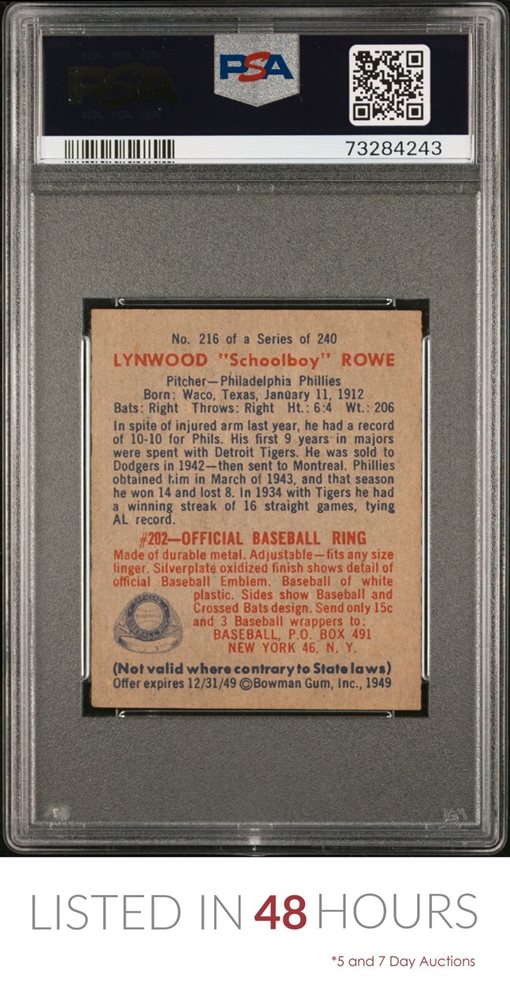 PSA
73284243
No. 216 of a Series of 240
LYNWOOD "Schoolboy" ROWE
Pitcher—Philadelphia Phillies
Born: Waco, Texas, January 11, 1912
Bats: Right Throws: Right Ht.: 6:4 Wt.: 206
In spite of injured arm last year, he had a record
of 10-10 for Phils. His first 9 years in majors
were spent with Detroit Tigers. He was sold to
Dodgers in 1942—then sent to Montreal. Phillies
obtained him in March of 1943, and that season
he won 14 and lost 8. In 1934 with Tigers he had
a winning streak of 16 straight games, tying
AL record.
#202—OFFICIAL BASEBALL RING
Made of durable metal. Adjustable—fits any size
finger. Silverplate oxidized finish shows detail of
official Baseball Emblem. Baseball of white
plastic. Sides show Baseball and
Crossed Bats design. Send only 15c
and 3 Baseball wrappers to:
BASEBALL, P.O. BOX 491
NEW YORK 46, N. Y.
(Not valid where contrary to State laws)
Offer expires 12/31/49 ©Bowman Gum, Inc., 1949
LISTED IN 48 HOURS
*5 and 7 Day Auctions